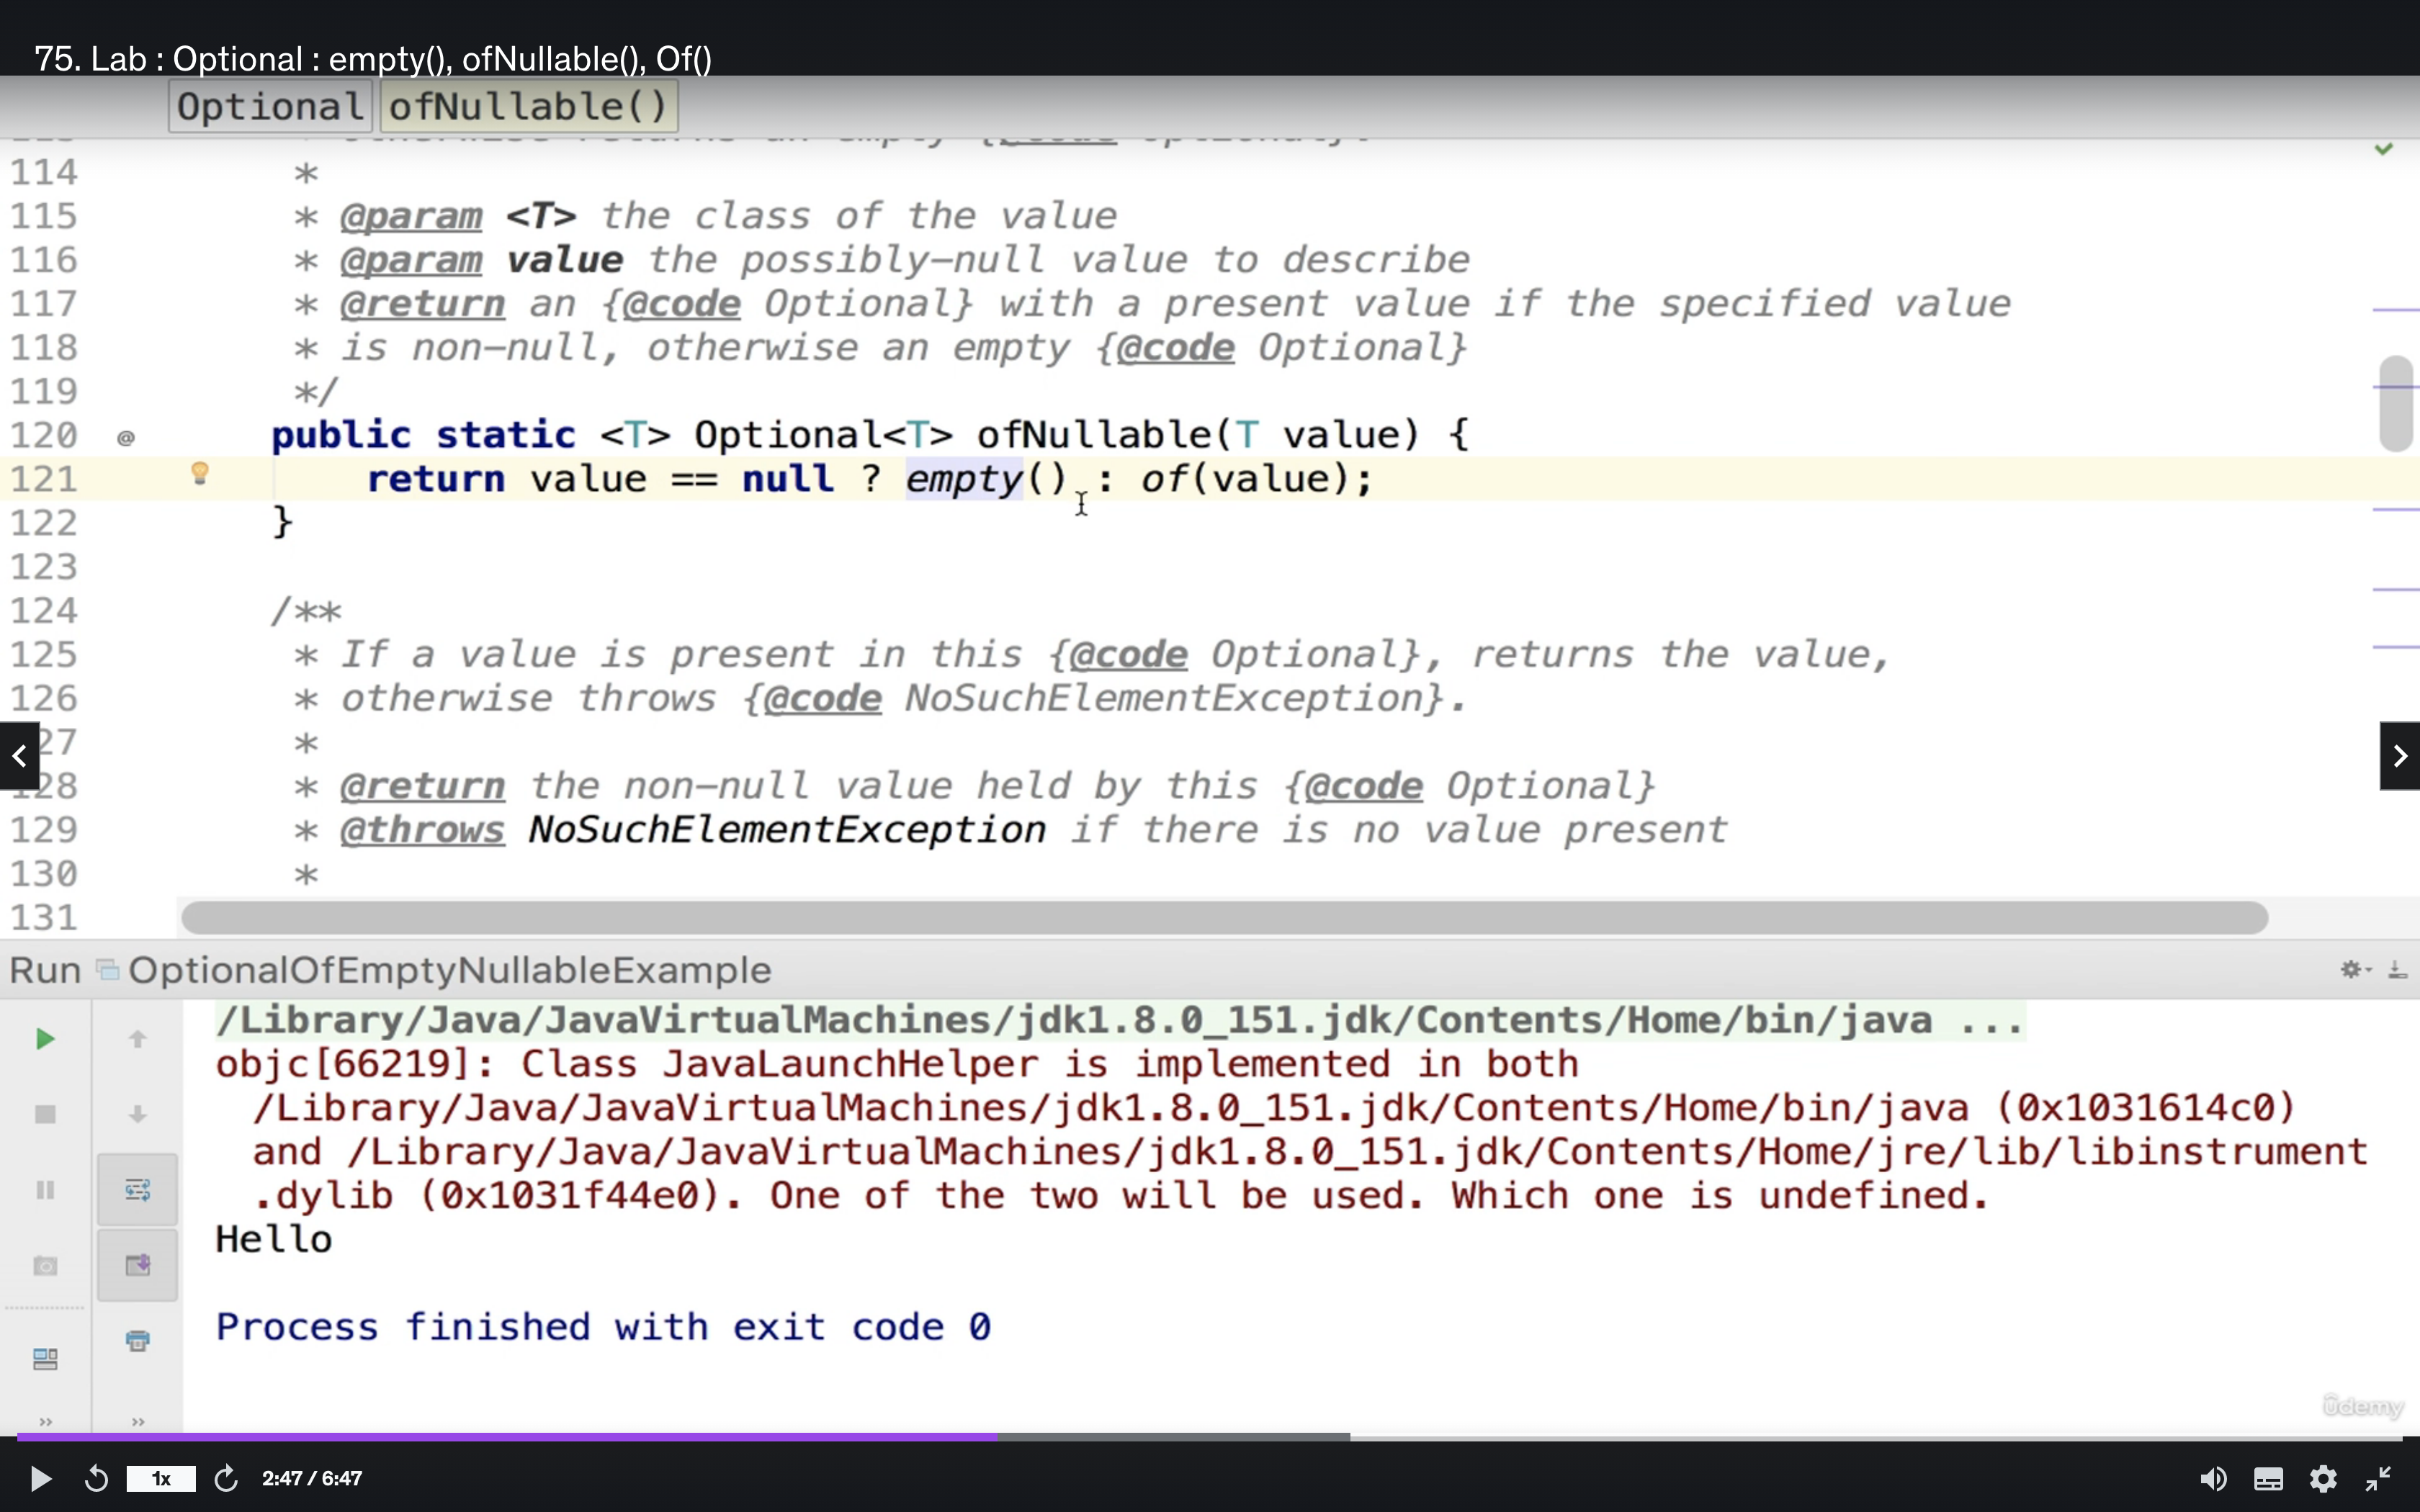 75. Lab : Optional : empty(), ofNullable(), Of()
Optional ofNullable()
114 *
115 * @param <T> the class of the value
116 * @param value the possibly-null value to describe
117 * @return an {@code Optional} with a present value if the specified value
118 * is non-null, otherwise an empty {@code Optional}
119 */
120 @ public static <T> Optional<T> ofNullable(T value) {
121 return value == null ? empty() : of(value);
122 }
123
124 /**
125 * If a value is present in this {@code Optional}, returns the value,
126 * otherwise throws {@code NoSuchElementException}.
27 *
28 * @return the non-null value held by this {@code Optional}
129 * @throws NoSuchElementException if there is no value present
130 *
131
Run OptionalOfEmptyNullableExample
/Library/Java/JavaVirtualMachines/jdk1.8.0_151.jdk/Contents/Home/bin/java ...
objc[66219]: Class JavaLaunchHelper is implemented in both
/Library/Java/JavaVirtualMachines/jdk1.8.0_151.jdk/Contents/Home/bin/java (0x1031614c0)
and /Library/Java/JavaVirtualMachines/jdk1.8.0_151.jdk/Contents/Home/jre/lib/libinstrument
.dylib (0x1031f44e0). One of the two will be used. Which one is undefined.
Hello
Process finished with exit code 0
ûdemy
1x 2:47 / 6:47